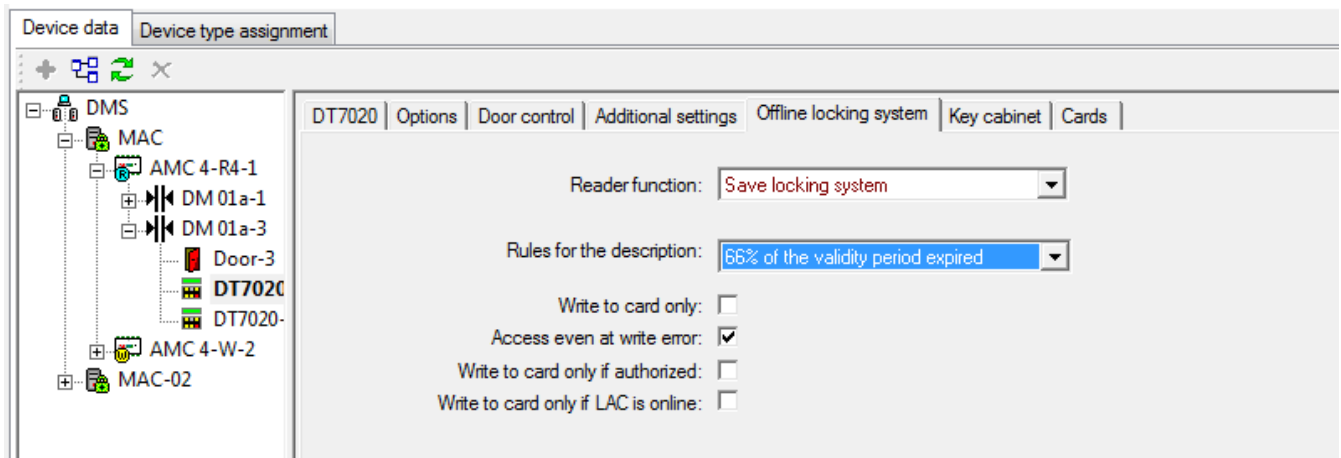 Device data Device type assignment
DMS
MAC
AMC 4-R4-1
DM 01a-1
DM 01a-3
Door-3
DT7020
DT7020-
AMC 4-W-2
MAC-02
DT7020 Options Door control Additional settings Offline locking system Key cabinet Cards
Reader function: Save locking system
Rules for the description: 66% of the validity period expired
Write to card only:
Access even at write error:
Write to card only if authorized:
Write to card only if LAC is online: